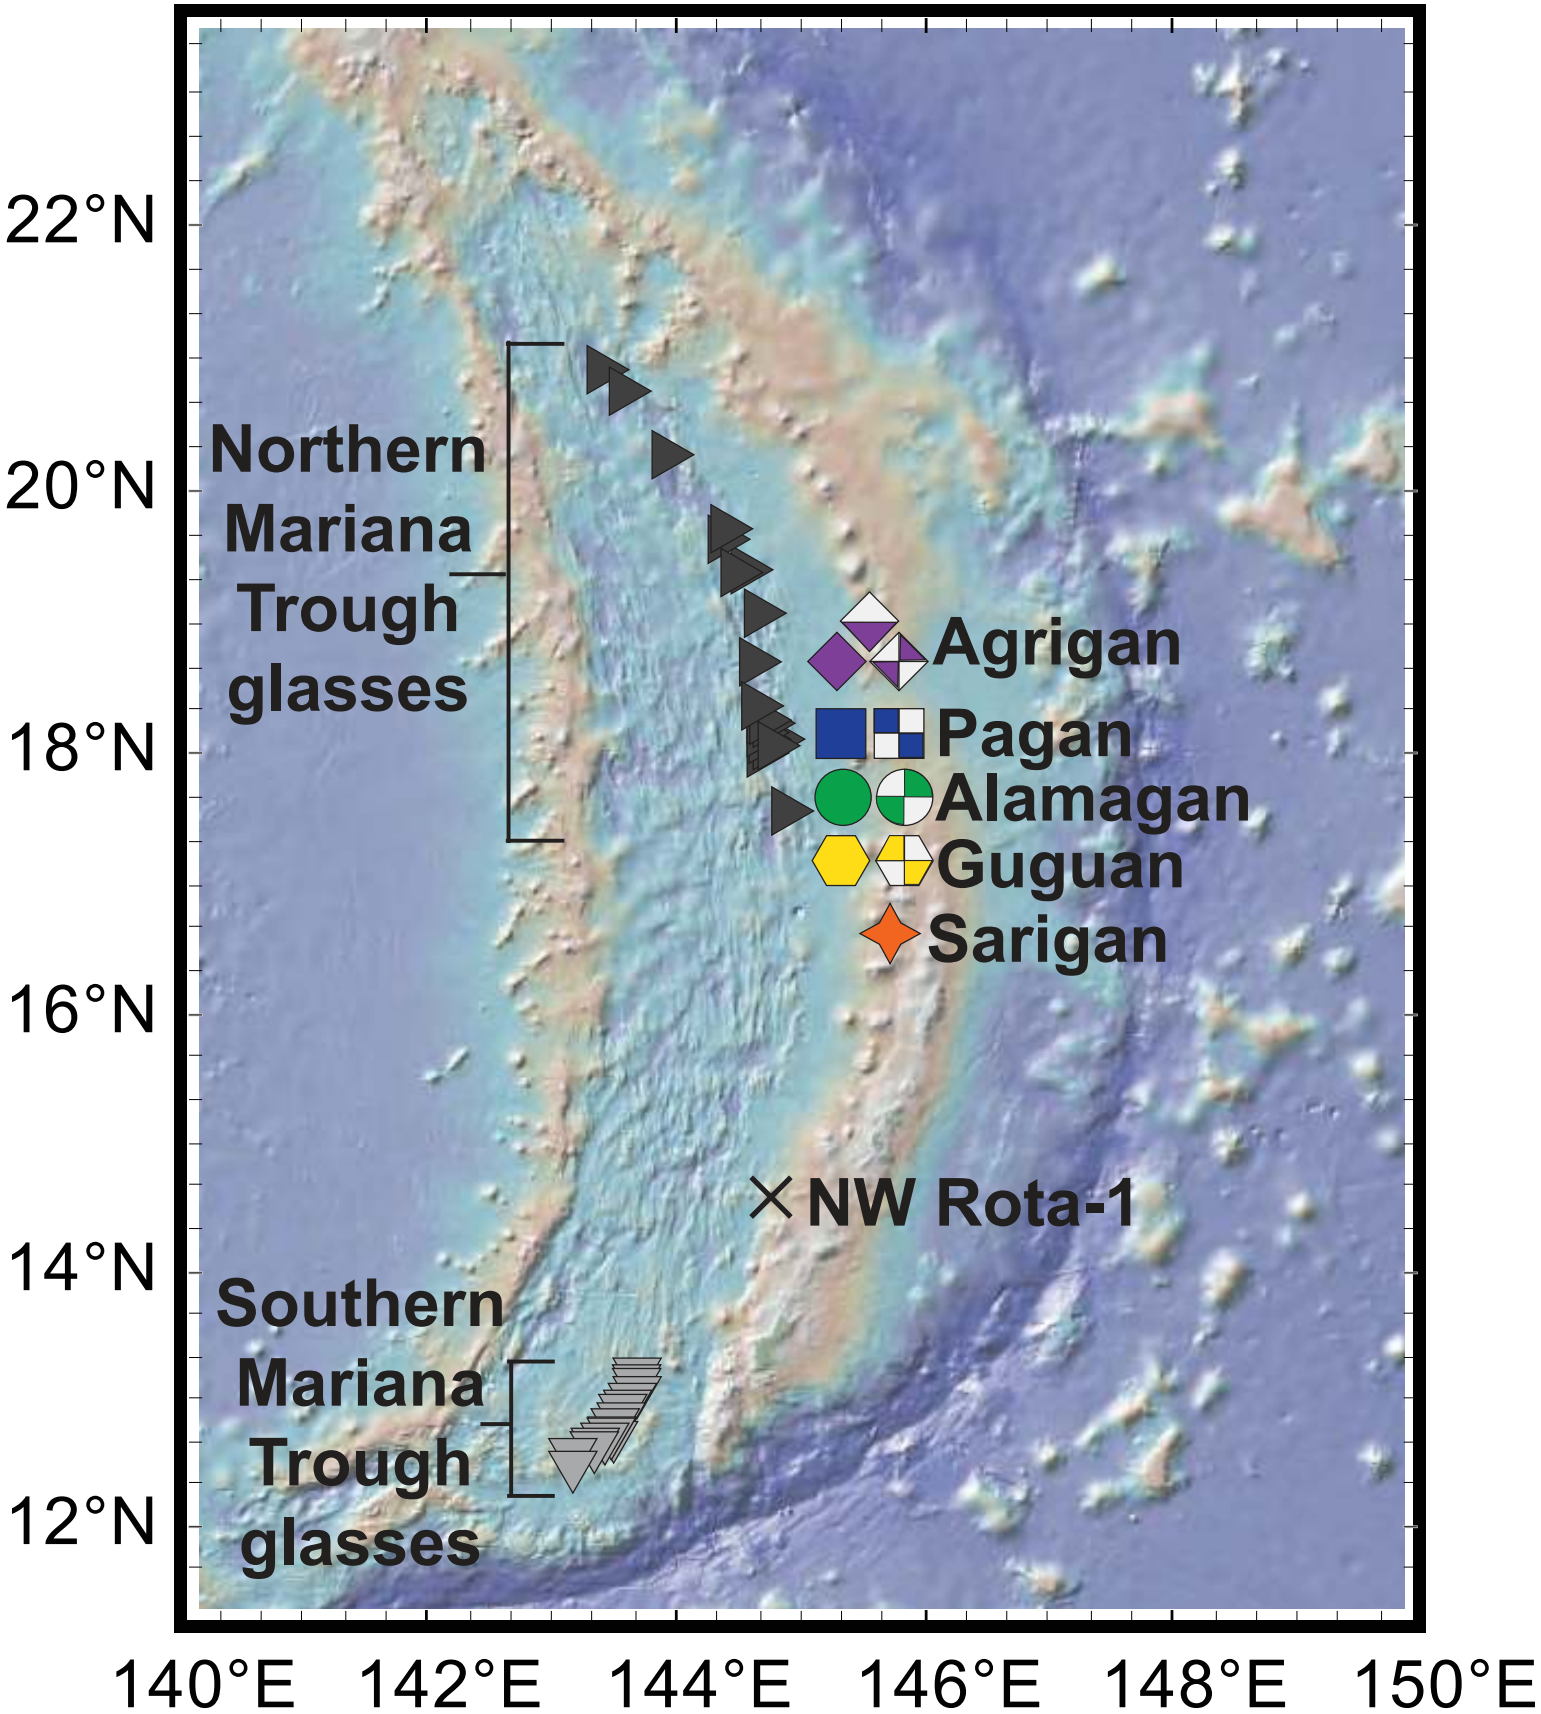 22°N
20°N
18°N
16°N
14°N
12°N
Northern
Mariana
Trough
glasses
Agrigan
Pagan
Alamagan
Guguan
Sarigan
NW Rota-1
Southern
Mariana
Trough
glasses
140°E 142°E 144°E 146°E 148°E 150°E